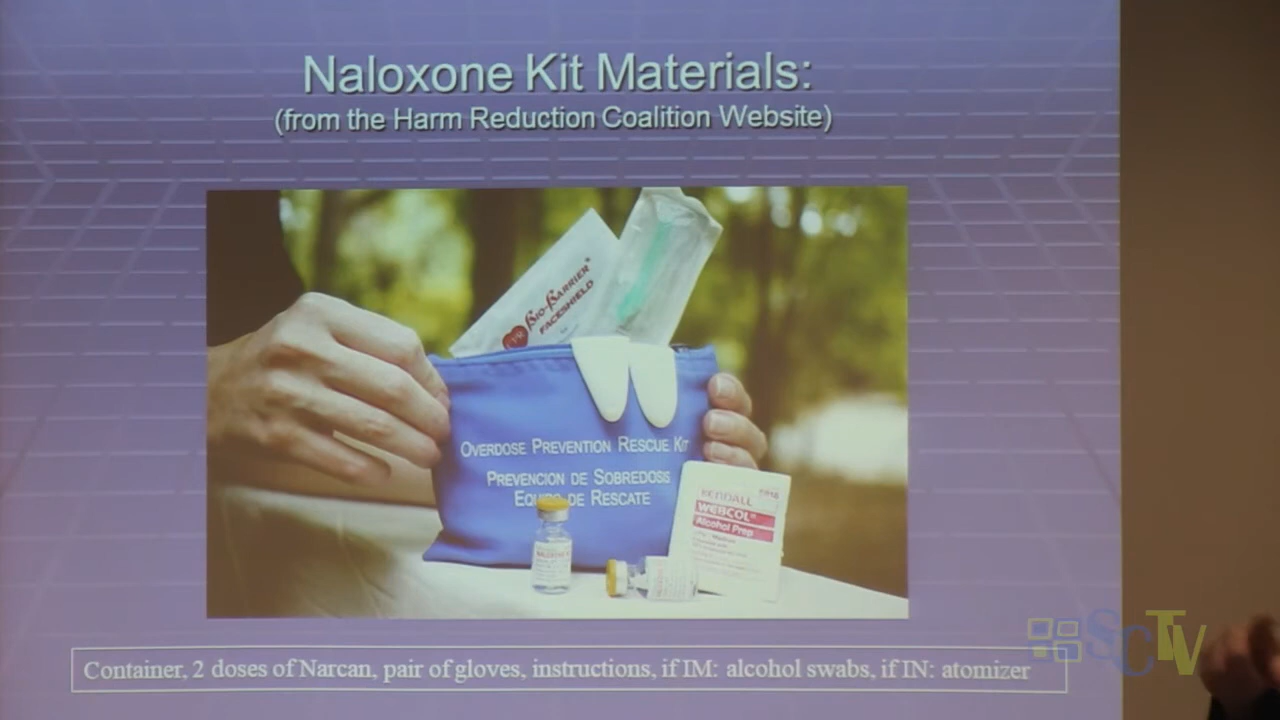 Naloxone Kit Materials:
(from the Harm Reduction Coalition Website)
BIO-BARRIER®
FACESHIELD
OVERDOSE PREVENTION RESCUE KIT
PREVENCION DE SOBREDOSIS
EQUIPO DE RESCATE
KENDALL
WEBCOL®
Alcohol Prep
Container, 2 doses of Narcan, pair of gloves, instructions, if IM: alcohol swabs, if IN: atomizer
SCTV